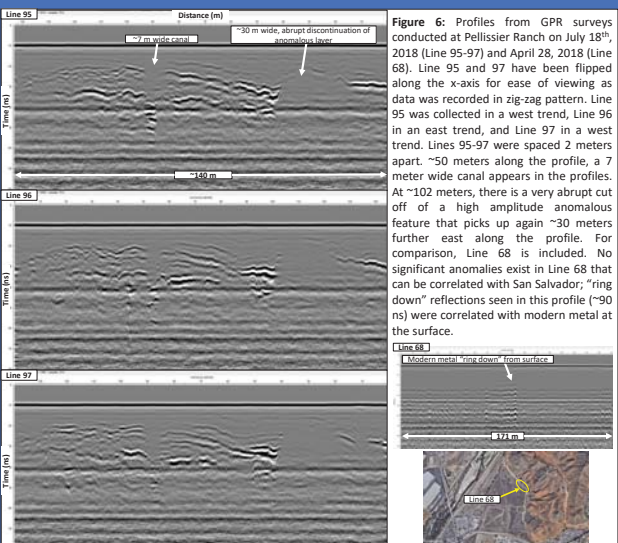 Line 95
Distance (m)
~7 m wide canal
~30 m wide, abrupt discontinuation of
anomalous layer
Time (ns)
~140 m
Line 96
Time (ns)
Line 97
Time (ns)
Figure 6: Profiles from GPR surveys
conducted at Pellissier Ranch on July 18th,
2018 (Line 95-97) and April 28, 2018 (Line
68). Line 95 and 97 have been flipped
along the x-axis for ease of viewing as
data was recorded in zig-zag pattern. Line
95 was collected in a west trend, Line 96
in an east trend, and Line 97 in a west
trend. Lines 95-97 were spaced 2 meters
apart. ~50 meters along the profile, a 7
meter wide canal appears in the profiles.
At ~102 meters, there is a very abrupt cut
off of a high amplitude anomalous
feature that picks up again ~30 meters
further east along the profile. For
comparison, Line 68 is included. No
significant anomalies exist in Line 68 that
can be correlated with San Salvador; “ring
down” reflections seen in this profile (~90
ns) were correlated with modern metal at
the surface.
Line 68
Modern metal “ring down” from surface
171 m
Line 68